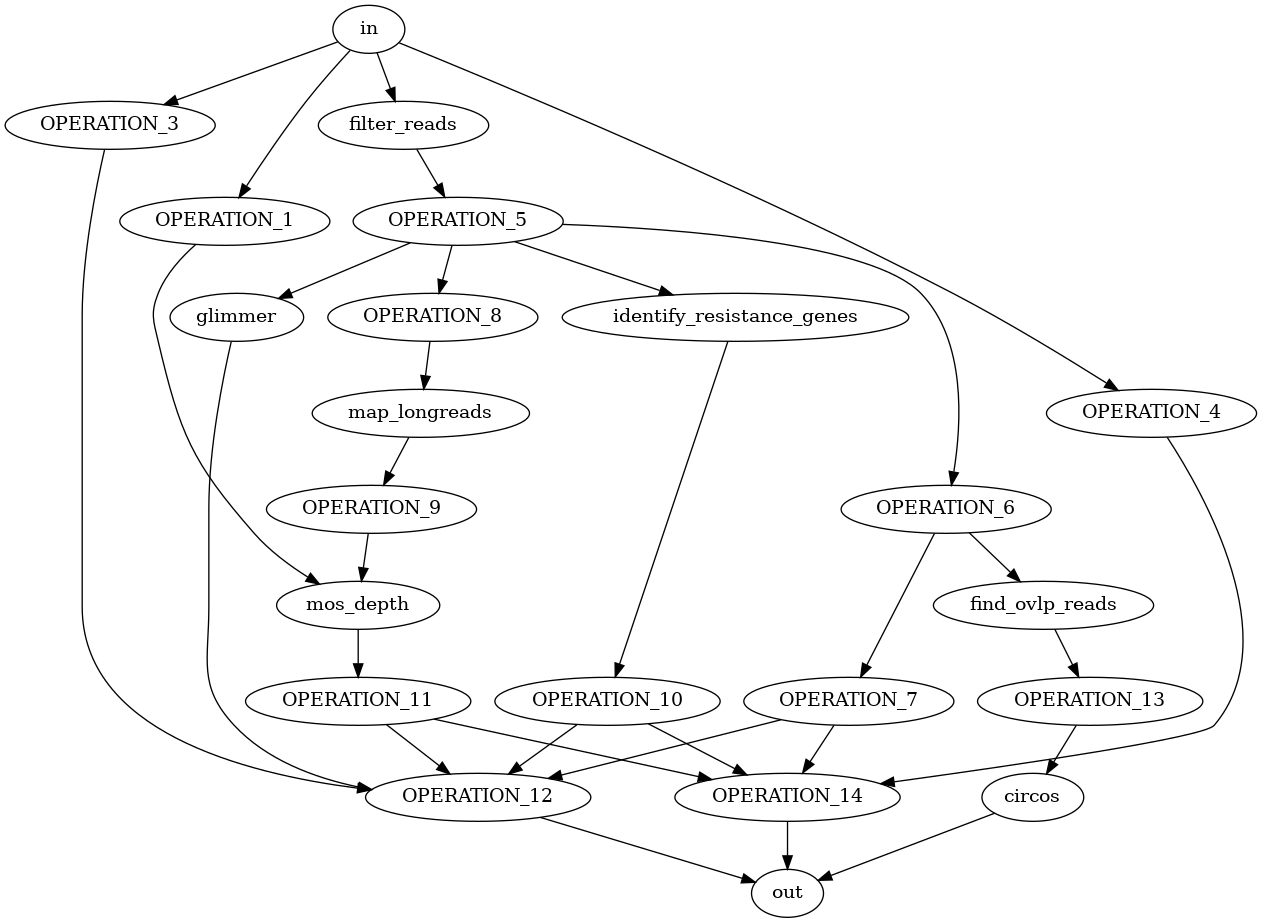 in
OPERATION_3
filter_reads
OPERATION_1
OPERATION_5
glimmer
OPERATION_8
identify_resistance_genes
map_longreads
OPERATION_4
OPERATION_9
OPERATION_6
mos_depth
find_ovlp_reads
OPERATION_11
OPERATION_10
OPERATION_7
OPERATION_13
OPERATION_12
OPERATION_14
circos
out